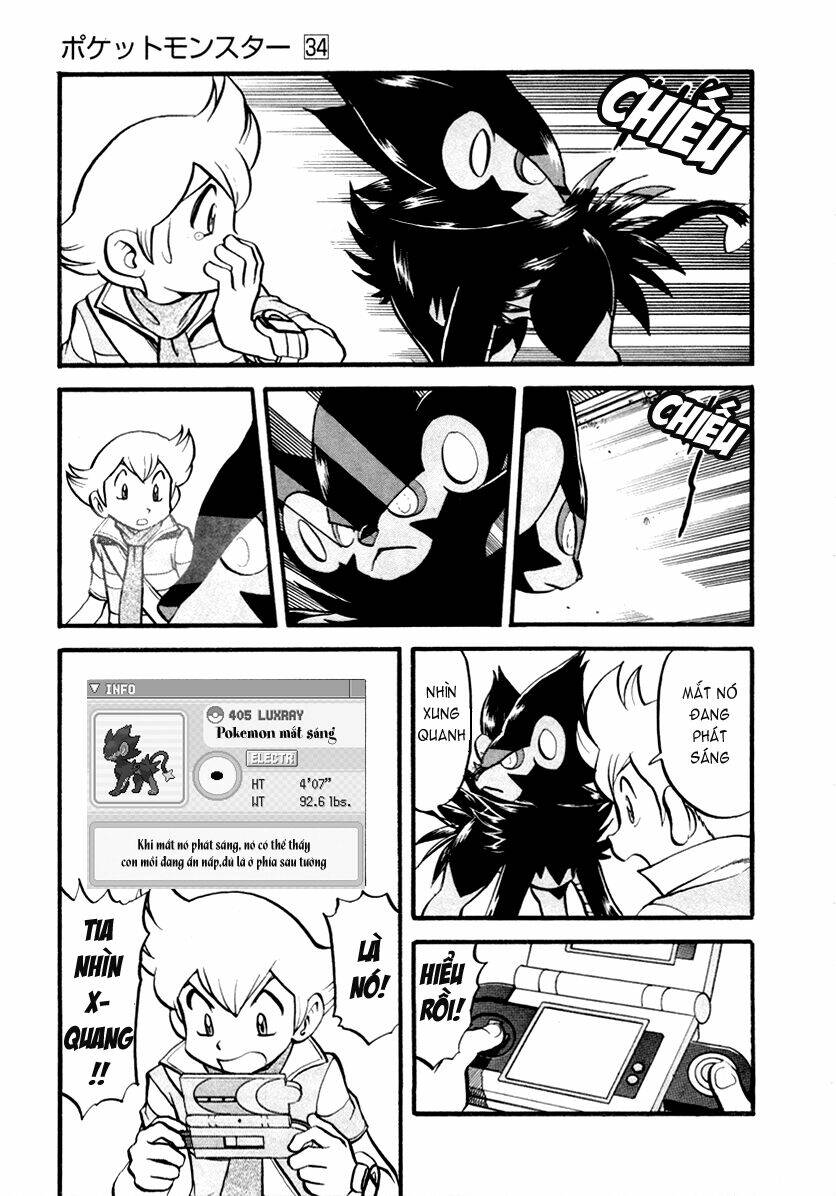 ポケットモンスター 34
CHIẾU
CHIẾU
MẮT NÓ
ĐANG
PHÁT
SÁNG
NHÌN
XUNG
QUANH
HIỂU
RỒI!
INFO
405 LUXRAY
Pokemon mắt sáng
ELECTR
HT 4'07"
WT 92.6 lbs.
Khi mắt nó phát sáng, nó có thể thấy
con mồi đang ẩn nấp,dù là ở phía sau tường
LÀ
NÓ!
TIA
NHÌN
X-
QUANG
!!